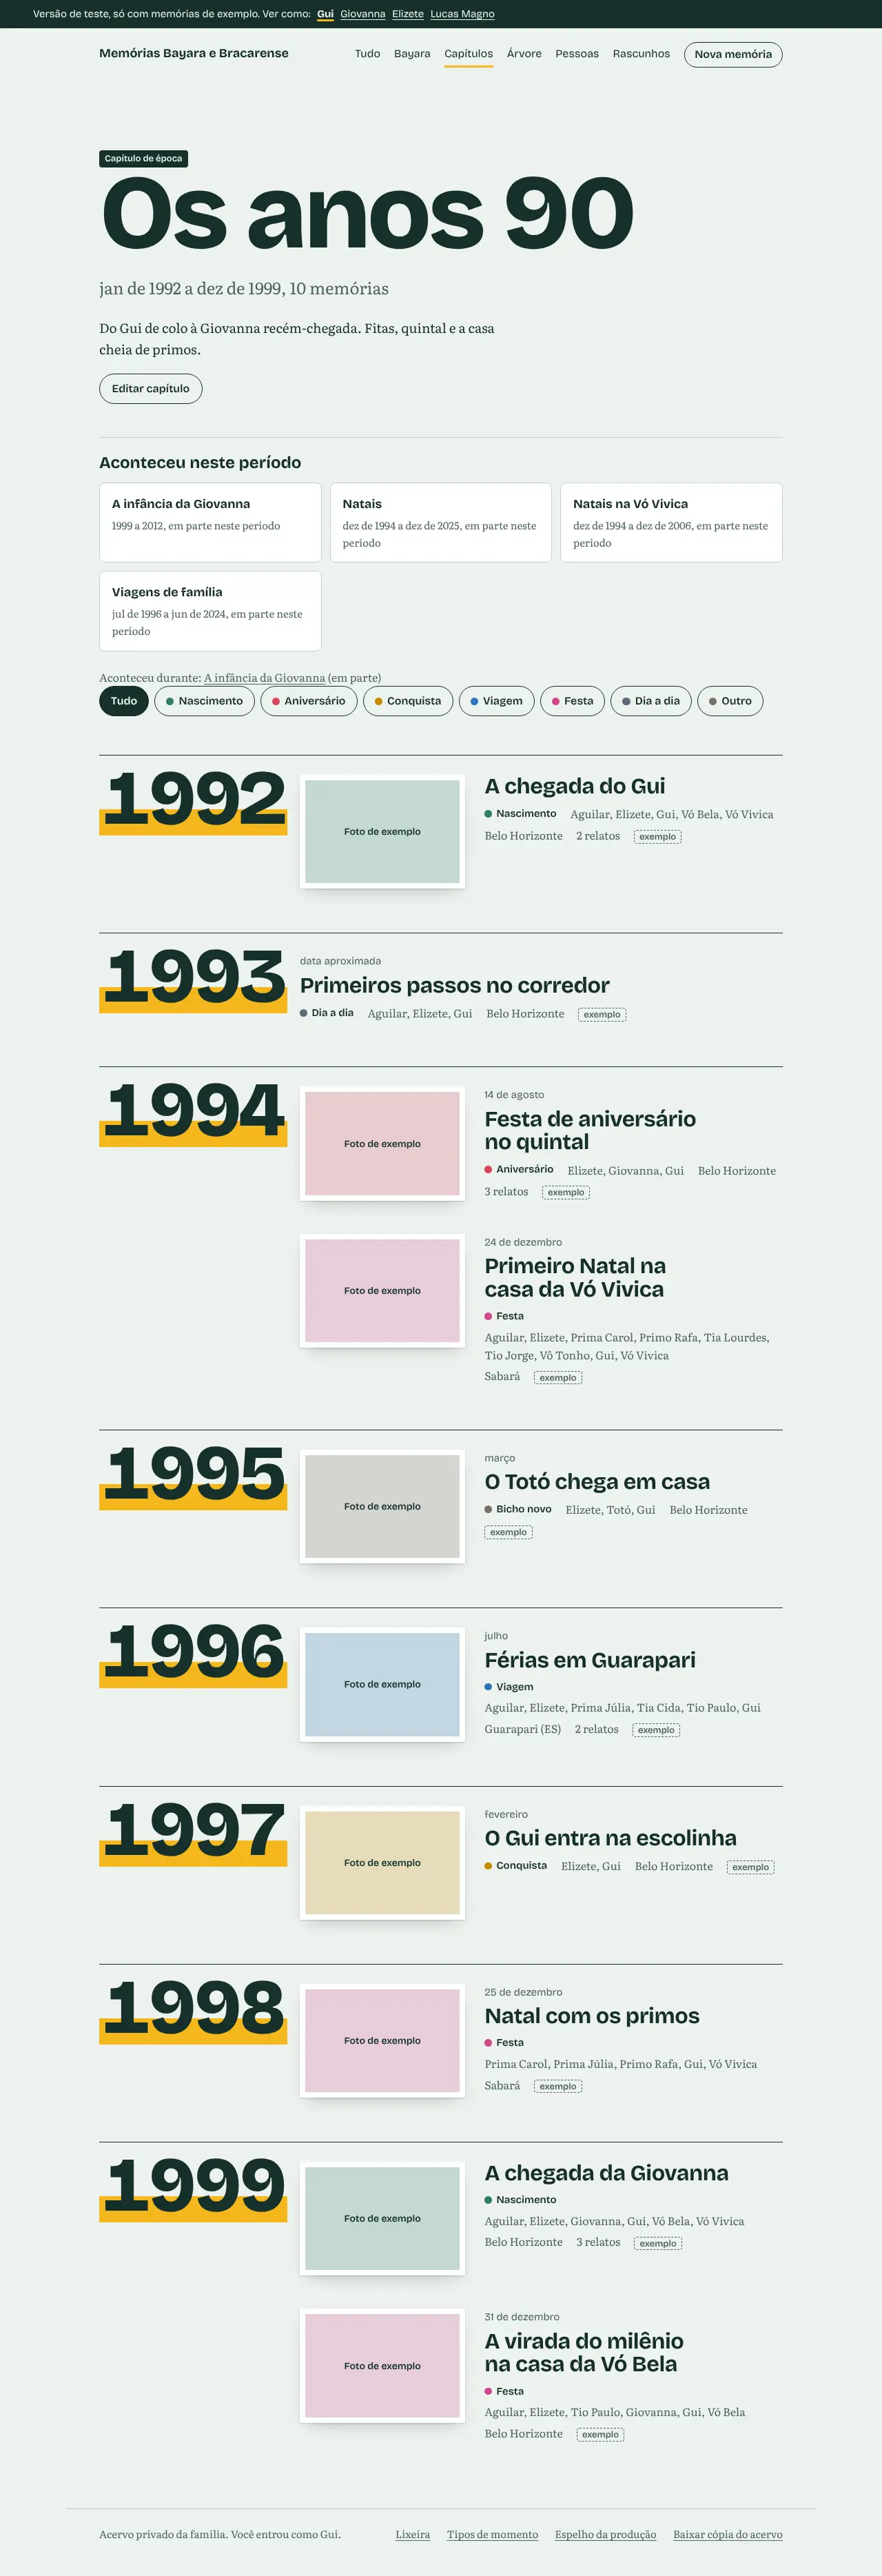 Versão de teste, só com memórias de exemplo. Ver como: Gui Giovanna Elizete Lucas Magno
Memórias Bayara e Bracarense
Tudo Bayara Capítulos Árvore Pessoas Rascunhos Nova memória
Capítulo de época
Os anos 90
jan de 1992 a dez de 1999, 10 memórias
Do Gui de colo à Giovanna recém-chegada. Fitas, quintal e a casa
cheia de primos.
Editar capítulo
Aconteceu neste período
A infância da Giovanna
1999 a 2012, em parte neste período
Natais
dez de 1994 a dez de 2025, em parte neste
período
Natais na Vó Vivica
dez de 1994 a dez de 2006, em parte neste
período
Viagens de família
jul de 1996 a jun de 2024, em parte neste
período
Aconteceu durante: A infância da Giovanna (em parte)
Tudo Nascimento Aniversário Conquista Viagem Festa Dia a dia Outro
1992
Foto de exemplo
A chegada do Gui
Nascimento Aguilar, Elizete, Gui, Vó Bela, Vó Vivica
Belo Horizonte 2 relatos exemplo
1993
data aproximada
Primeiros passos no corredor
Dia a dia Aguilar, Elizete, Gui Belo Horizonte exemplo
1994
Foto de exemplo
14 de agosto
Festa de aniversário
no quintal
Aniversário Elizete, Giovanna, Gui Belo Horizonte
3 relatos exemplo
Foto de exemplo
24 de dezembro
Primeiro Natal na
casa da Vó Vivica
Festa
Aguilar, Elizete, Prima Carol, Primo Rafa, Tia Lourdes,
Tio Jorge, Vô Tonho, Gui, Vó Vivica
Sabará exemplo
1995
Foto de exemplo
março
O Totó chega em casa
Bicho novo Elizete, Totó, Gui Belo Horizonte
exemplo
1996
Foto de exemplo
julho
Férias em Guarapari
Viagem
Aguilar, Elizete, Prima Júlia, Tia Cida, Tio Paulo, Gui
Guarapari (ES) 2 relatos exemplo
1997
Foto de exemplo
fevereiro
O Gui entra na escolinha
Conquista Elizete, Gui Belo Horizonte exemplo
1998
Foto de exemplo
25 de dezembro
Natal com os primos
Festa
Prima Carol, Prima Júlia, Primo Rafa, Gui, Vó Vivica
Sabará exemplo
1999
Foto de exemplo
A chegada da Giovanna
Nascimento
Aguilar, Elizete, Giovanna, Gui, Vó Bela, Vó Vivica
Belo Horizonte 3 relatos exemplo
Foto de exemplo
31 de dezembro
A virada do milênio
na casa da Vó Bela
Festa
Aguilar, Elizete, Tio Paulo, Giovanna, Gui, Vó Bela
Belo Horizonte exemplo
Acervo privado da família. Você entrou como Gui.
Lixeira Tipos de momento Espelho da produção Baixar cópia do acervo